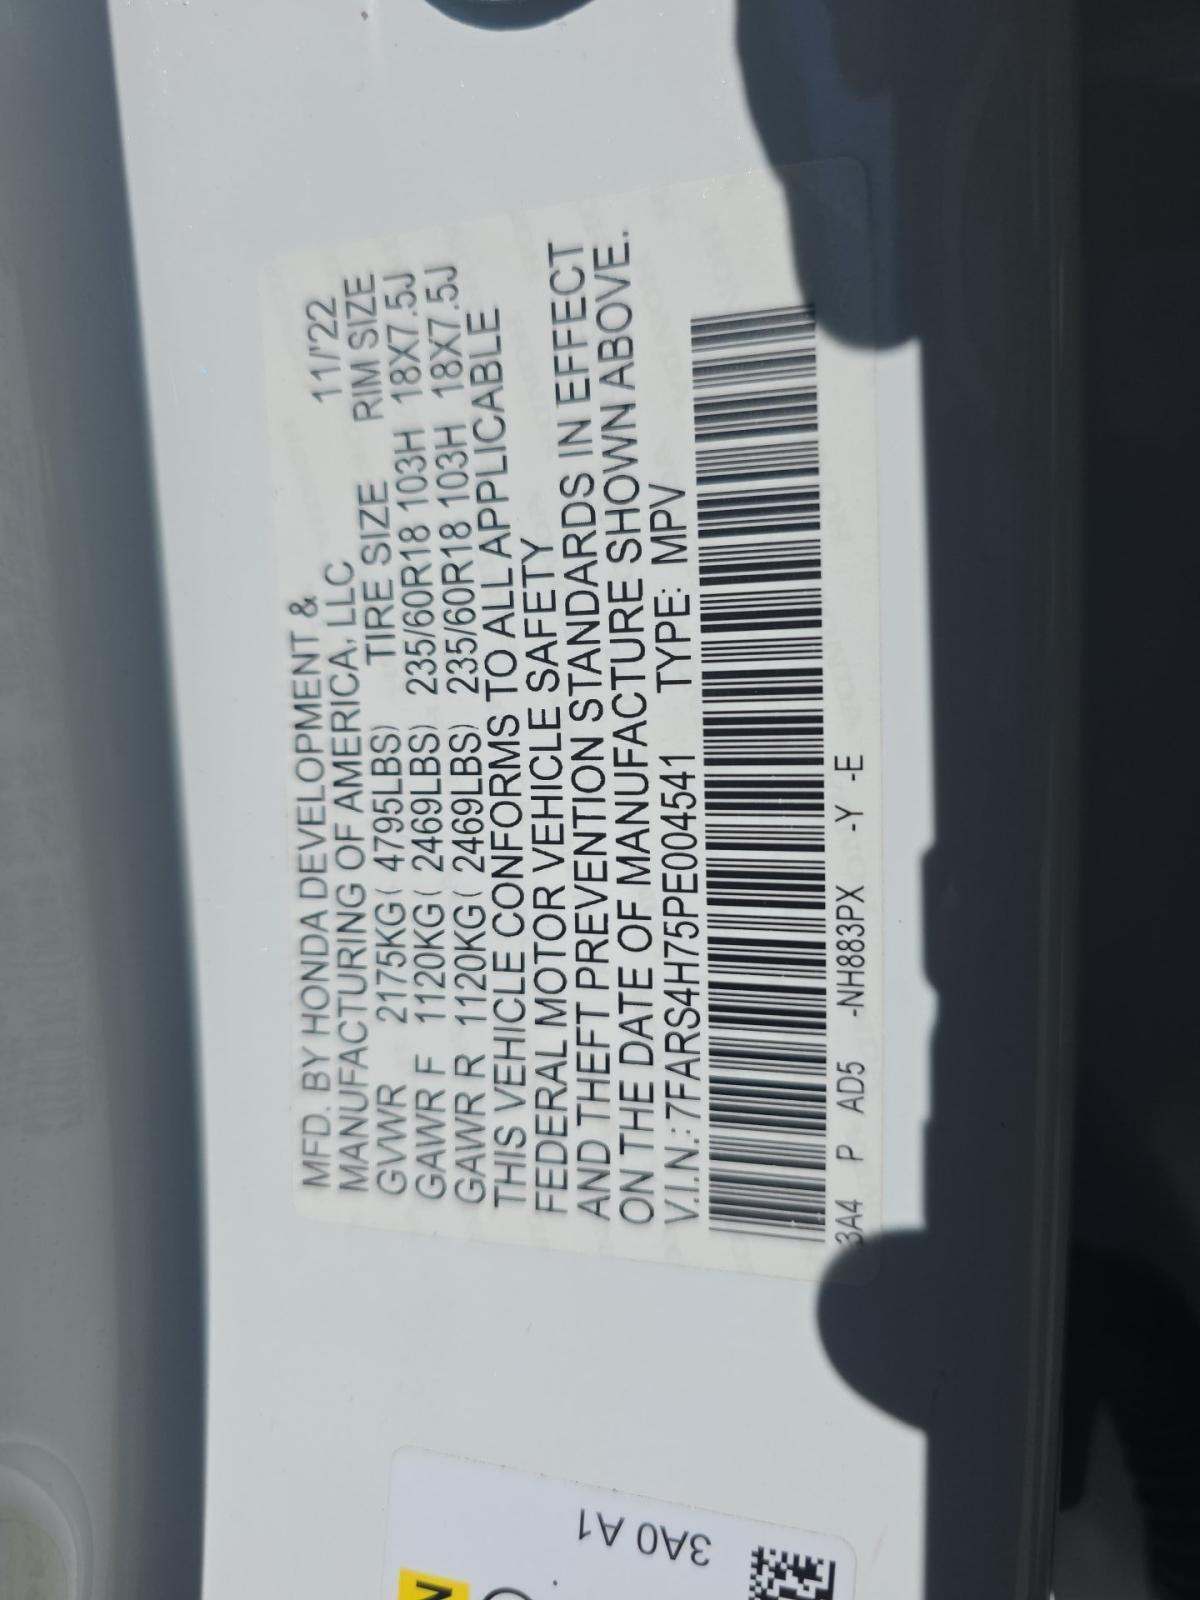 MFD. BY HONDA DEVELOPMENT &
MANUFACTURING OF AMERICA, LLC 11/'22
GVWR 2175KG( 4795LBS) TIRE SIZE RIM SIZE
GAWR F 1120KG( 2469LBS) 235/60R18 103H 18X7.5J
GAWR R 1120KG( 2469LBS) 235/60R18 103H 18X7.5J
THIS VEHICLE CONFORMS TO ALL APPLICABLE
FEDERAL MOTOR VEHICLE SAFETY
AND THEFT PREVENTION STANDARDS IN EFFECT
ON THE DATE OF MANUFACTURE SHOWN ABOVE.
V.I.N.: 7FARS4H75PE004541 TYPE: MPV
3A4 P AD5 -NH883PX -Y -E
3A0 A1